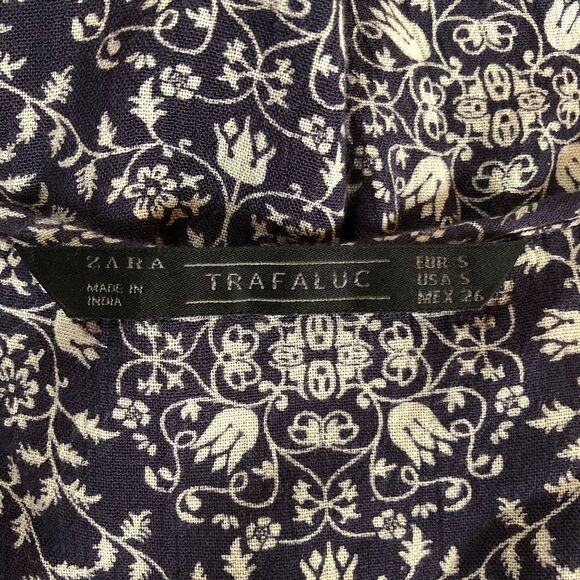 ZARA
MADE IN
INDIA
TRAFALUC
EUR S
USA S
MEX 26